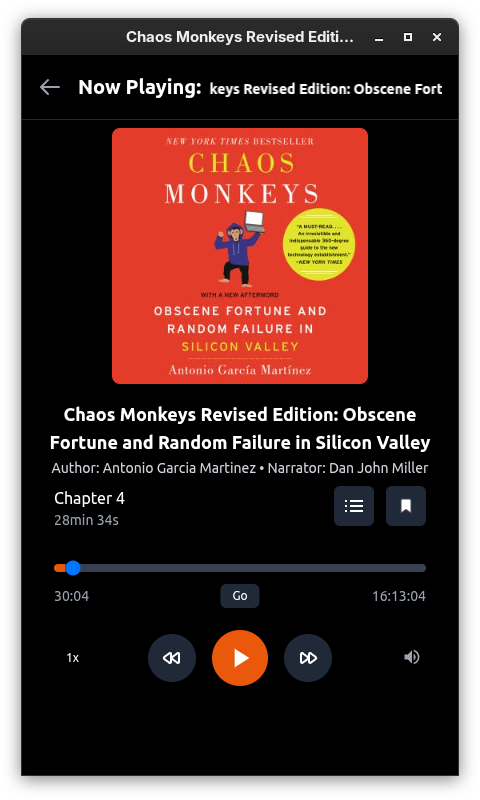 Chaos Monkeys Revised Editi...
Now Playing: keys Revised Edition: Obscene Fort
NEW YORK TIMES BESTSELLER
CHAOS
MONKEYS
"A MUST-READ. . . .
An irresistible and
indispensable 360-degree
guide to the new
technology establishment."
—NEW YORK TIMES
WITH A NEW AFTERWORD
OBSCENE FORTUNE AND
RANDOM FAILURE IN
SILICON VALLEY
Antonio García Martínez
Chaos Monkeys Revised Edition: Obscene
Fortune and Random Failure in Silicon Valley
Author: Antonio Garcia Martinez • Narrator: Dan John Miller
Chapter 4
28min 34s
30:04
Go
16:13:04
1x